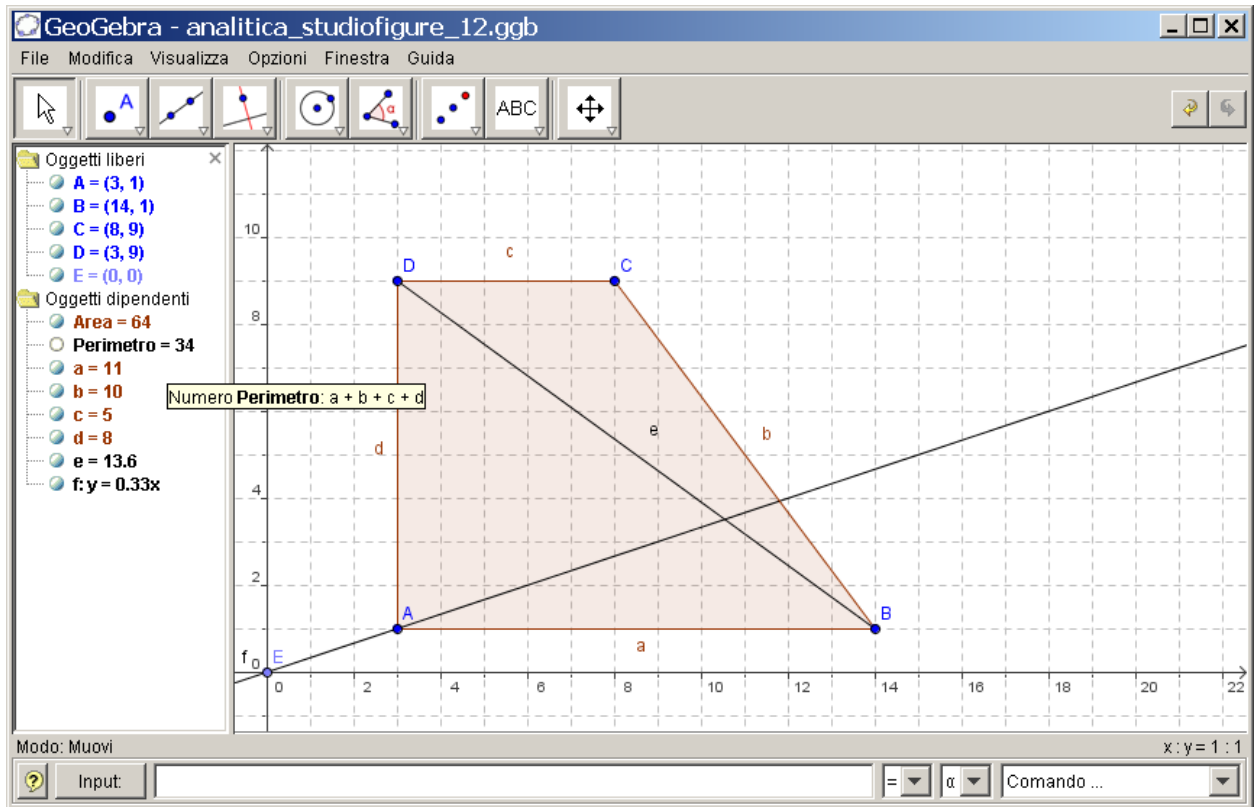 GeoGebra - analitica_studiofigure_12.ggb
File Modifica Visualizza Opzioni Finestra Guida
A α ABC
Oggetti liberi
A = (3, 1)
B = (14, 1)
C = (8, 9)
D = (3, 9)
E = (0, 0)
Oggetti dipendenti
Area = 64
Perimetro = 34
a = 11
b = 10
c = 5
d = 8
e = 13.6
f: y = 0.33x
Numero Perimetro: a + b + c + d
10
8
4
2
0
c
D C
d e b
A B
a
f E
0 2 4 6 8 10 12 14 16 18 20 22
Modo: Muovi x : y = 1 : 1
? Input: = α Comando ...